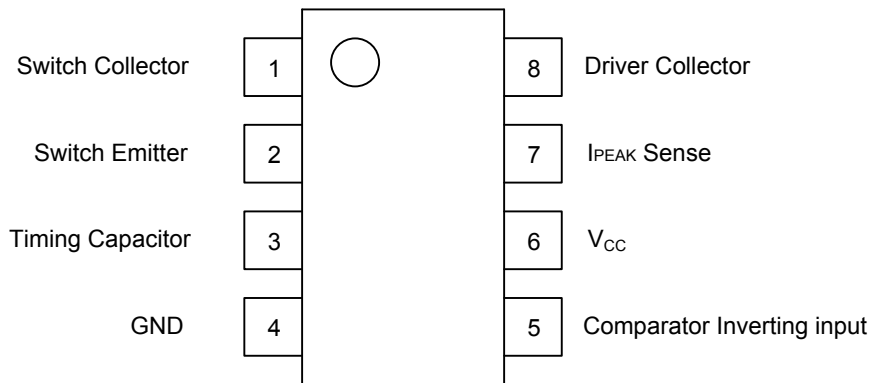 Switch Collector 1 8 Driver Collector
Switch Emitter 2 7 IPEAK Sense
Timing Capacitor 3 6 VCC
GND 4 5 Comparator Inverting input